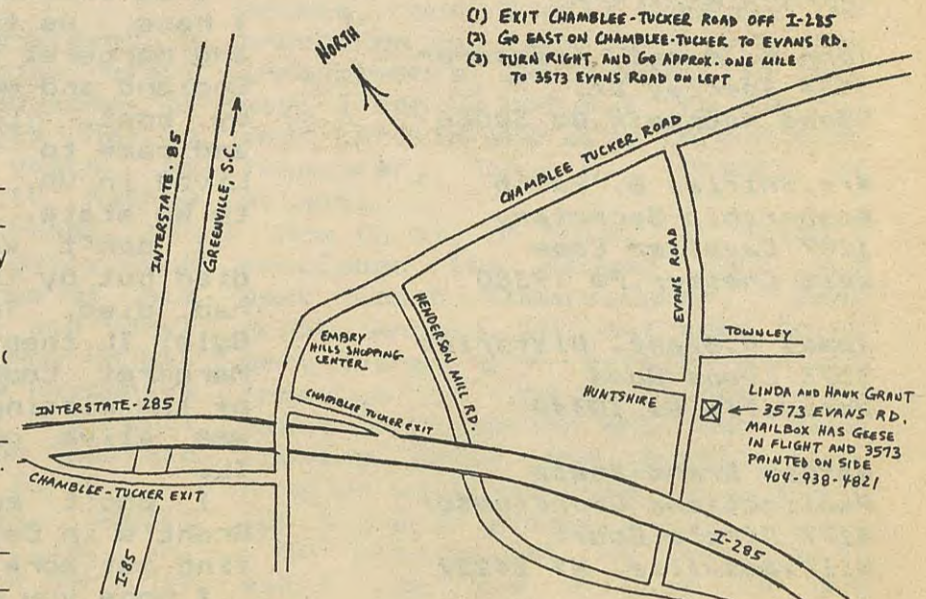 (1) EXIT CHAMBLEE-TUCKER ROAD OFF I-285
(2) GO EAST ON CHAMBLEE-TUCKER TO EVANS RD.
(3) TURN RIGHT, AND GO APPROX. ONE MILE
TO 3573 EVANS ROAD ON LEFT
NORTH
INTERSTATE-85
GREENVILLE, S.C.
CHAMBLEE TUCKER ROAD
HENDERSON MILL RD.
EVANS ROAD
EMBRY
HILLS SHOPPING
CENTER
TOWNLEY
HUNTSHIRE
LINDA AND HANK GRANT
3573 EVANS RD.
MAILBOX HAS GEESE
IN FLIGHT AND 3573
PAINTED ON SIDE
404-938-4821
INTERSTATE-285
CHAMBLEE TUCKER EXIT
CHAMBLEE-TUCKER EXIT
I-85
I-285